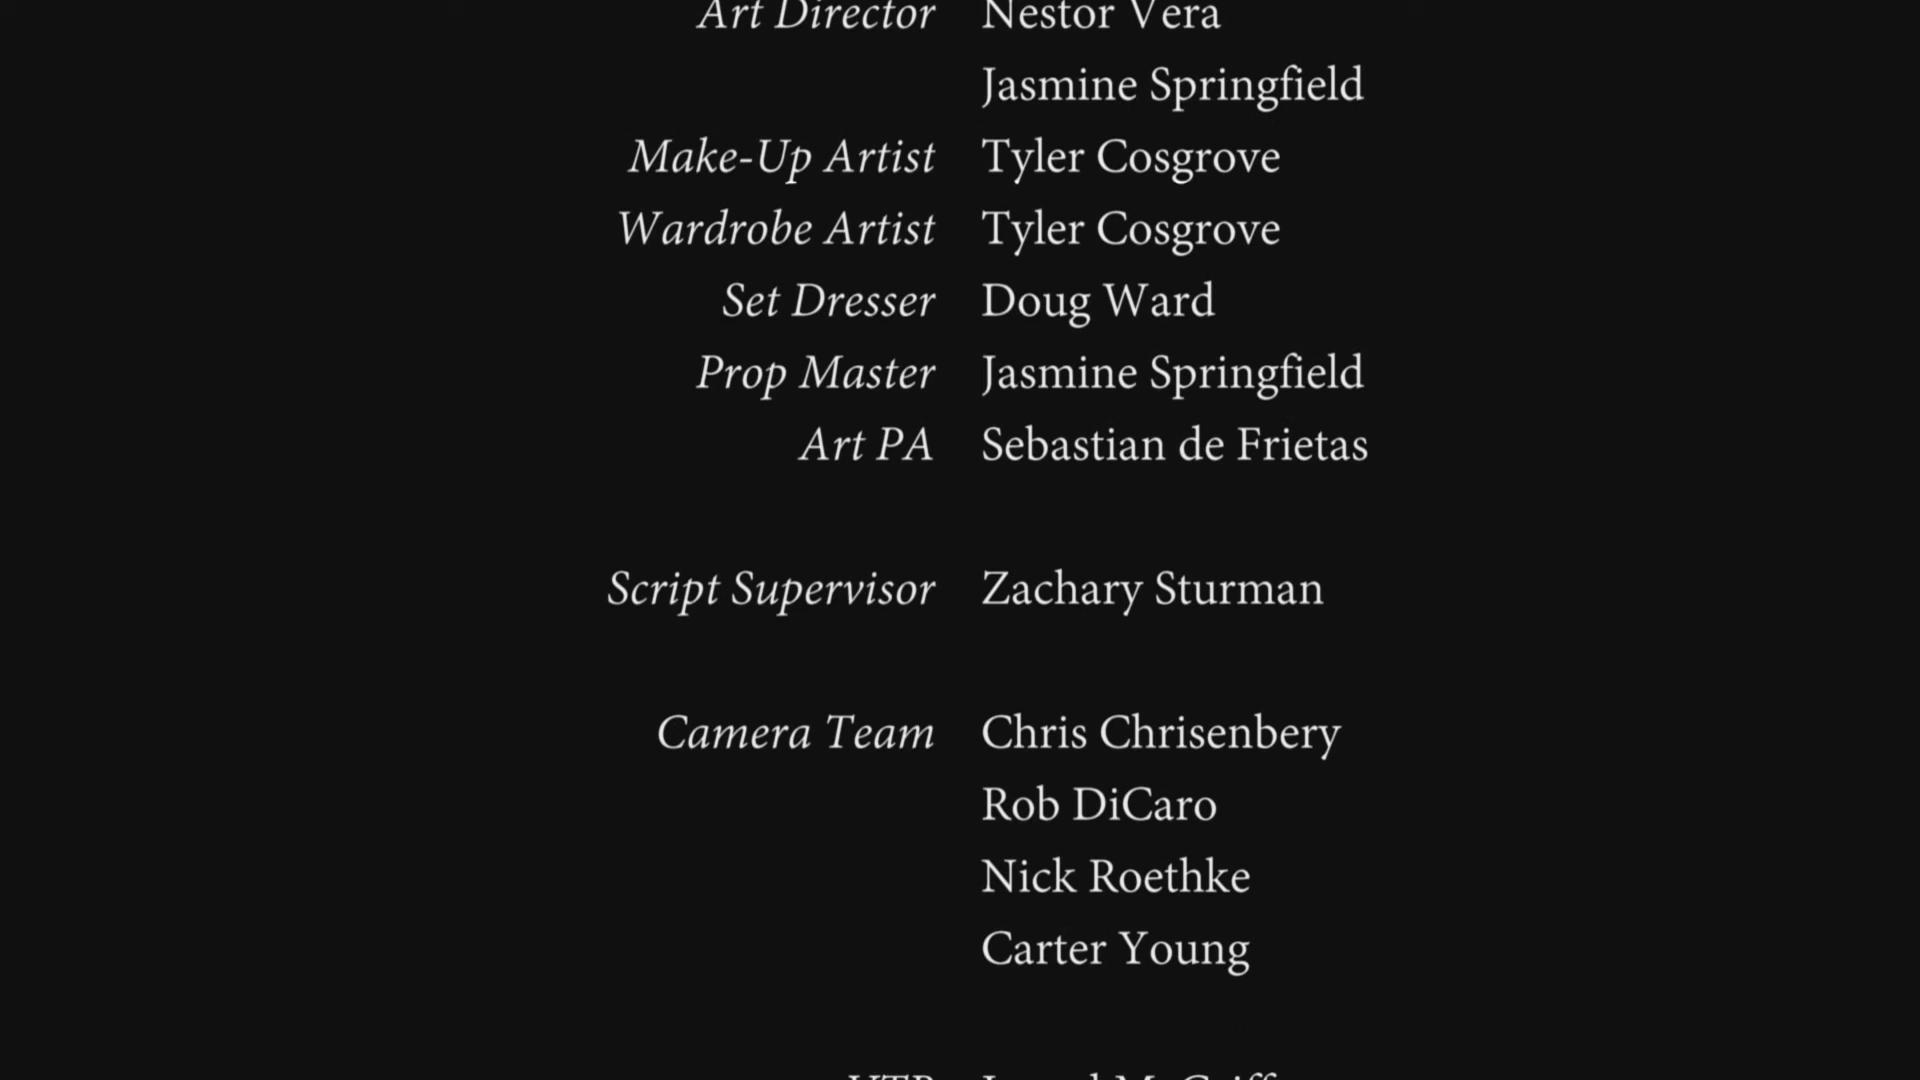 Art Director Nestor Vera
Jasmine Springfield
Make-Up Artist Tyler Cosgrove
Wardrobe Artist Tyler Cosgrove
Set Dresser Doug Ward
Prop Master Jasmine Springfield
Art PA Sebastian de Frietas
Script Supervisor Zachary Sturman
Camera Team Chris Chrisenbery
Rob DiCaro
Nick Roethke
Carter Young
VTR